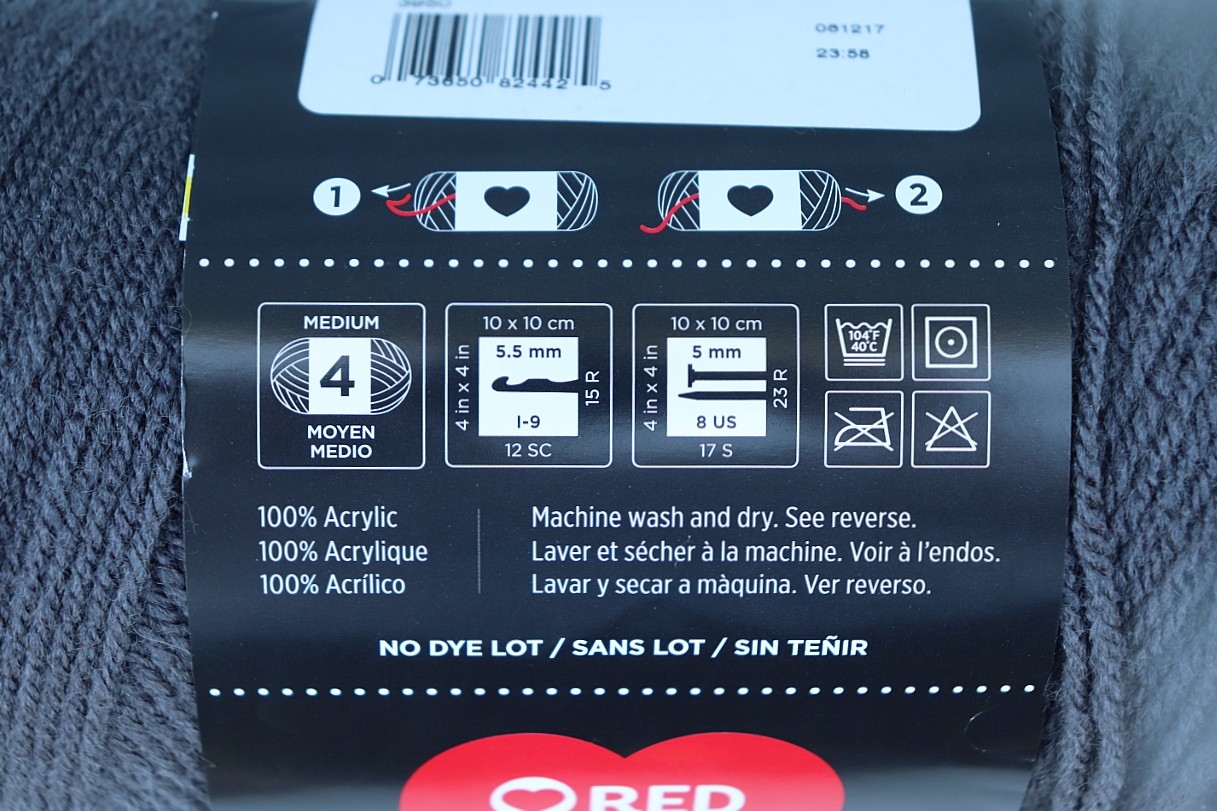 061217
23:58
0 73650 82442 5
1
2
MEDIUM
4
MOYEN
MEDIO
10 x 10 cm
4 in x 4 in
5.5 mm
I-9
15 R
12 SC
10 x 10 cm
4 in x 4 in
5 mm
8 US
23 R
17 S
104°F
40°C
100% Acrylic
100% Acrylique
100% Acrílico
Machine wash and dry. See reverse.
Laver et sécher à la machine. Voir à l'endos.
Lavar y secar a màquina. Ver reverso.
NO DYE LOT / SANS LOT / SIN TEÑIR
RED